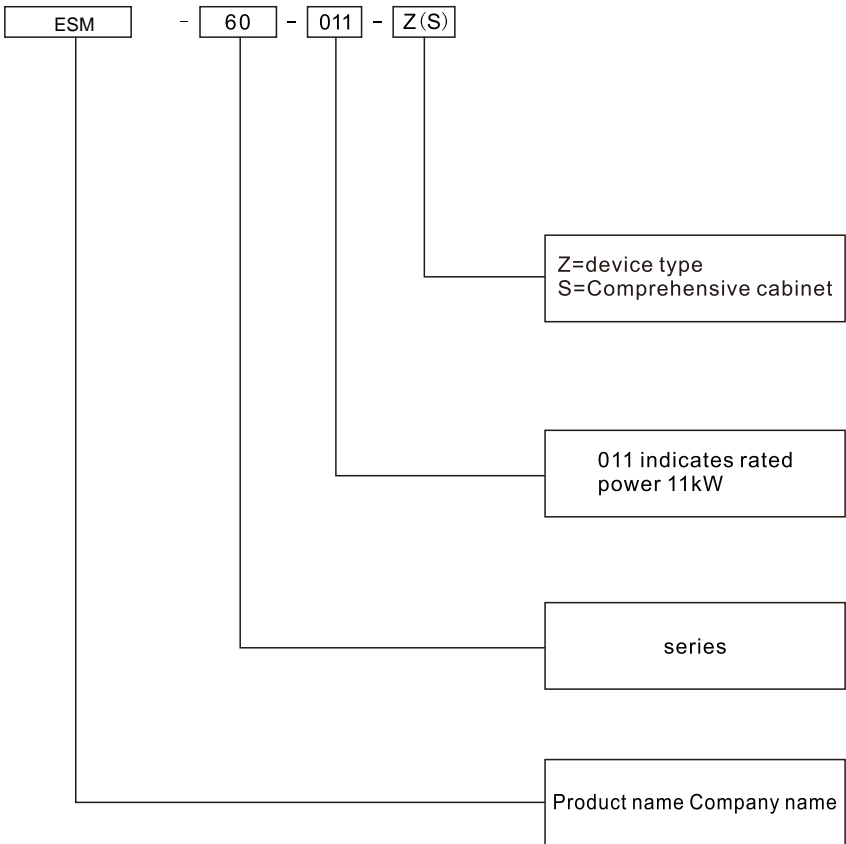 ESM - 60 - 011 - Z(S)
Z=device type
S=Comprehensive cabinet
011 indicates rated
power 11kW
series
Product name Company name